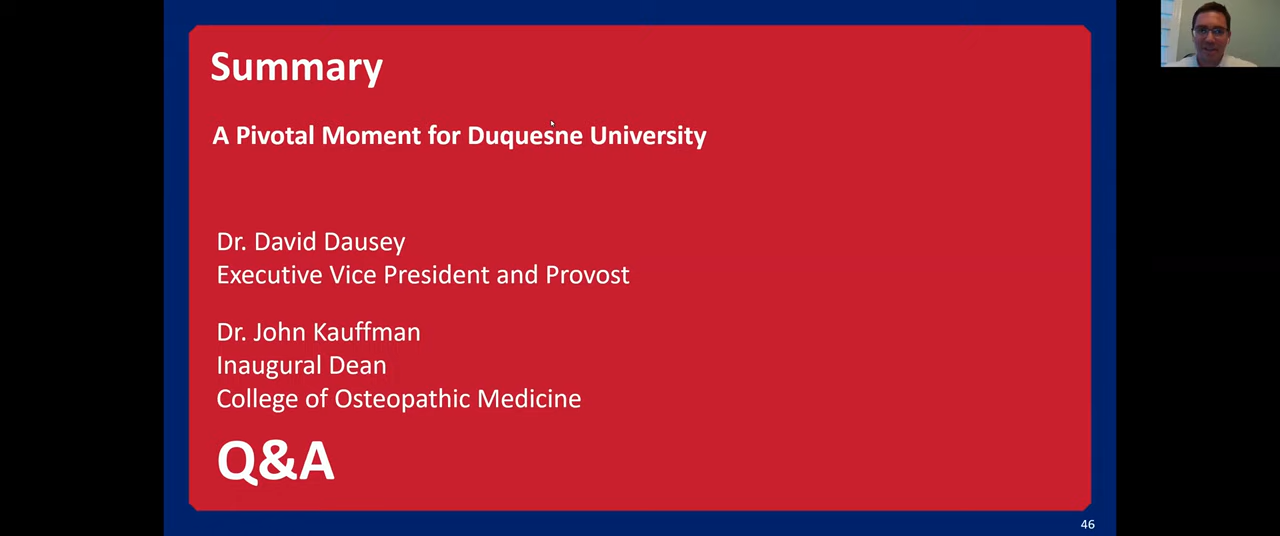 Summary
A Pivotal Moment for Duquesne University
Dr. David Dausey
Executive Vice President and Provost
Dr. John Kauffman
Inaugural Dean
College of Osteopathic Medicine
Q&A
46